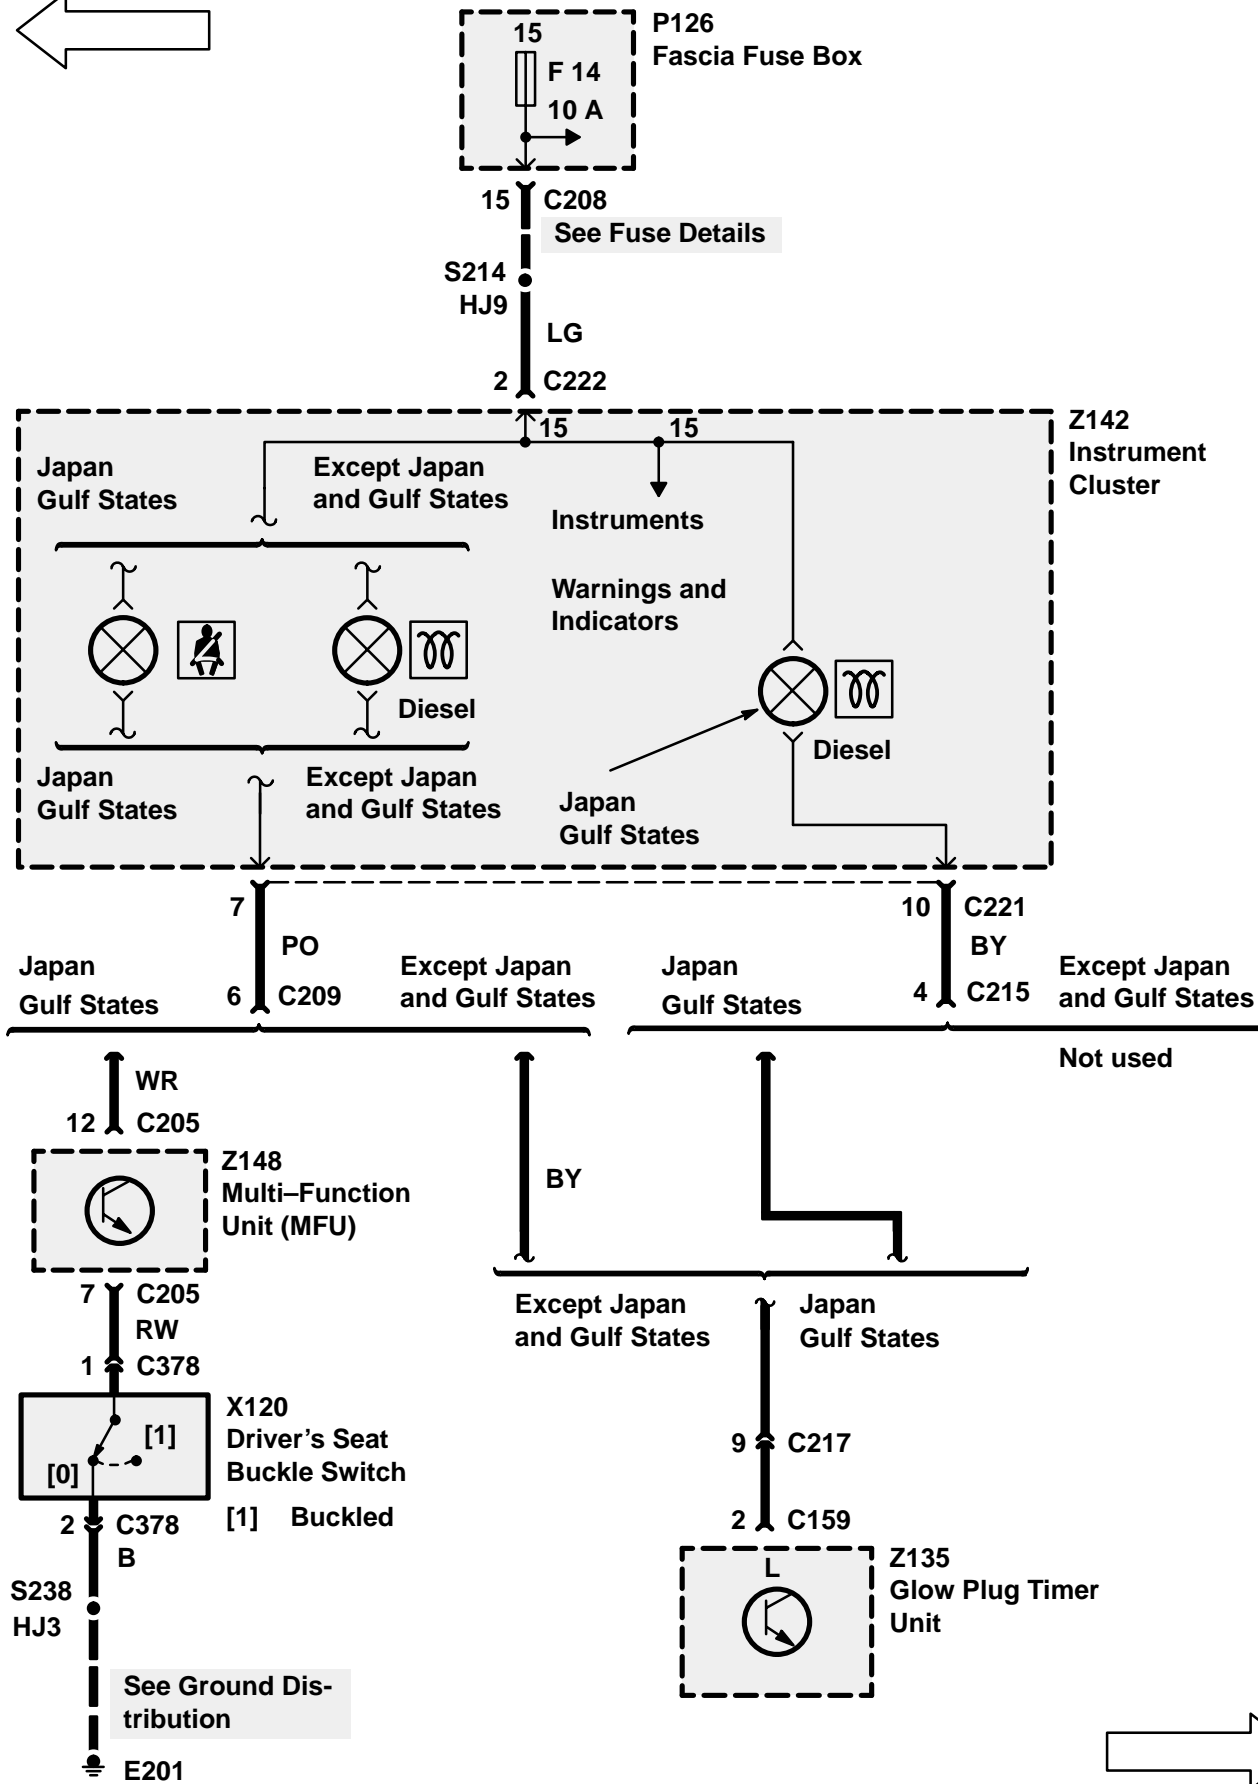 P126
15
Fascia Fuse Box
F 14
10 A
15 C208
See Fuse Details
S214
HJ9
LG
2 C222
15 15
Z142
Instrument
Cluster
Japan
Gulf States
Except Japan
and Gulf States
Instruments
Warnings and
Indicators
Diesel
Diesel
Japan
Gulf States
Except Japan
and Gulf States
Japan
Gulf States
7
10 C221
PO
BY
Japan
Gulf States
6 C209
Except Japan
and Gulf States
Japan
Gulf States
4 C215
Except Japan
and Gulf States
Not used
WR
12 C205
Z148
Multi–Function
Unit (MFU)
BY
7 C205
RW
1 C378
Except Japan
and Gulf States
Japan
Gulf States
X120
Driver’s Seat
Buckle Switch
[1]
[0]
[1] Buckled
9 C217
2 C378
B
2 C159
S238
HJ3
L
Z135
Glow Plug Timer
Unit
See Ground Dis-
tribution
E201